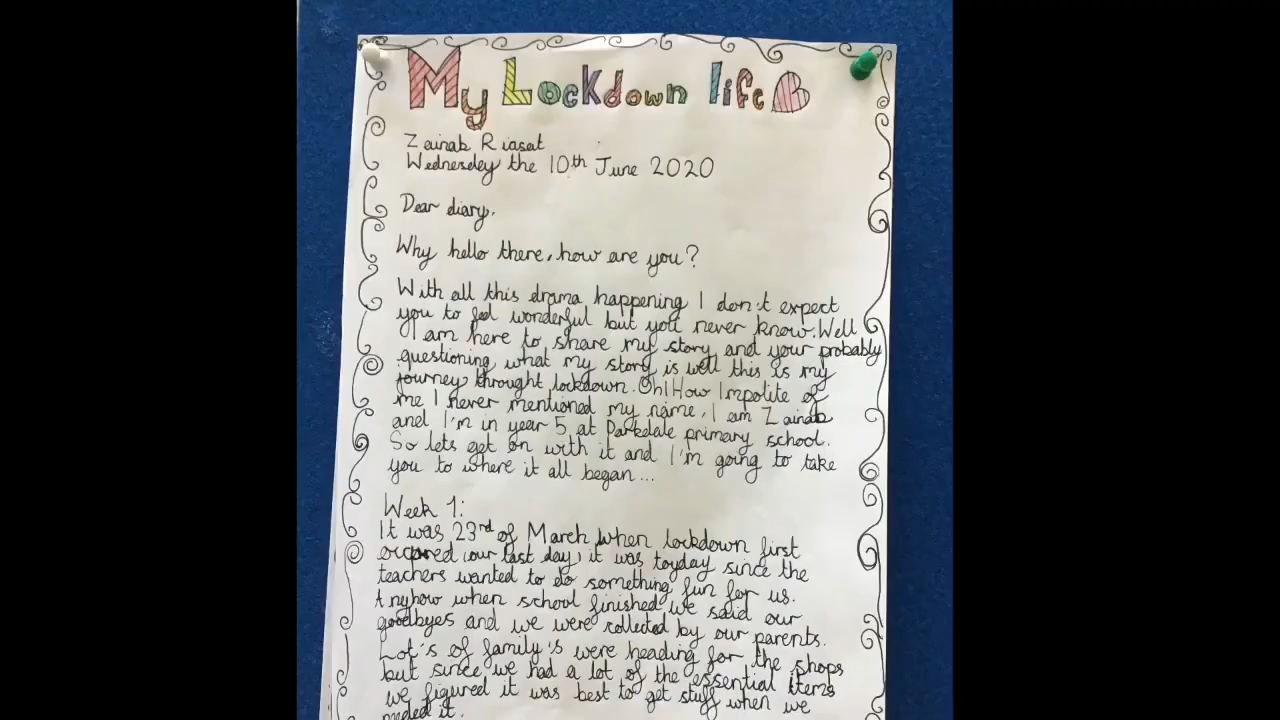 My Lockdown life
Zainab Riasat
Wednesday the 10th June 2020
Dear diary,
Why hello there, how are you?
With all this drama happening I don't expect
you to feel wonderful but you never know. Well
I am here to share my story and your probably
questioning what my story is well this is my
journey throught lockdown. Oh! How Impolite of
me I never mentioned my name, I am Zainab
and I'm in year 5 at Parkdale primary school.
So lets get on with it and I'm going to take
you to where it all began...
Week 1:
It was 23rd of March when lockdown first
occured, our last day, it was toyday since the
teachers wanted to do something fun for us.
Anyhow when school finished we said our
goodbyes and we were collected by our parents.
Lot's of family's were heading for the shops
but since we had a lot of the essential items
we figured it was best to get stuff when we
needed it.